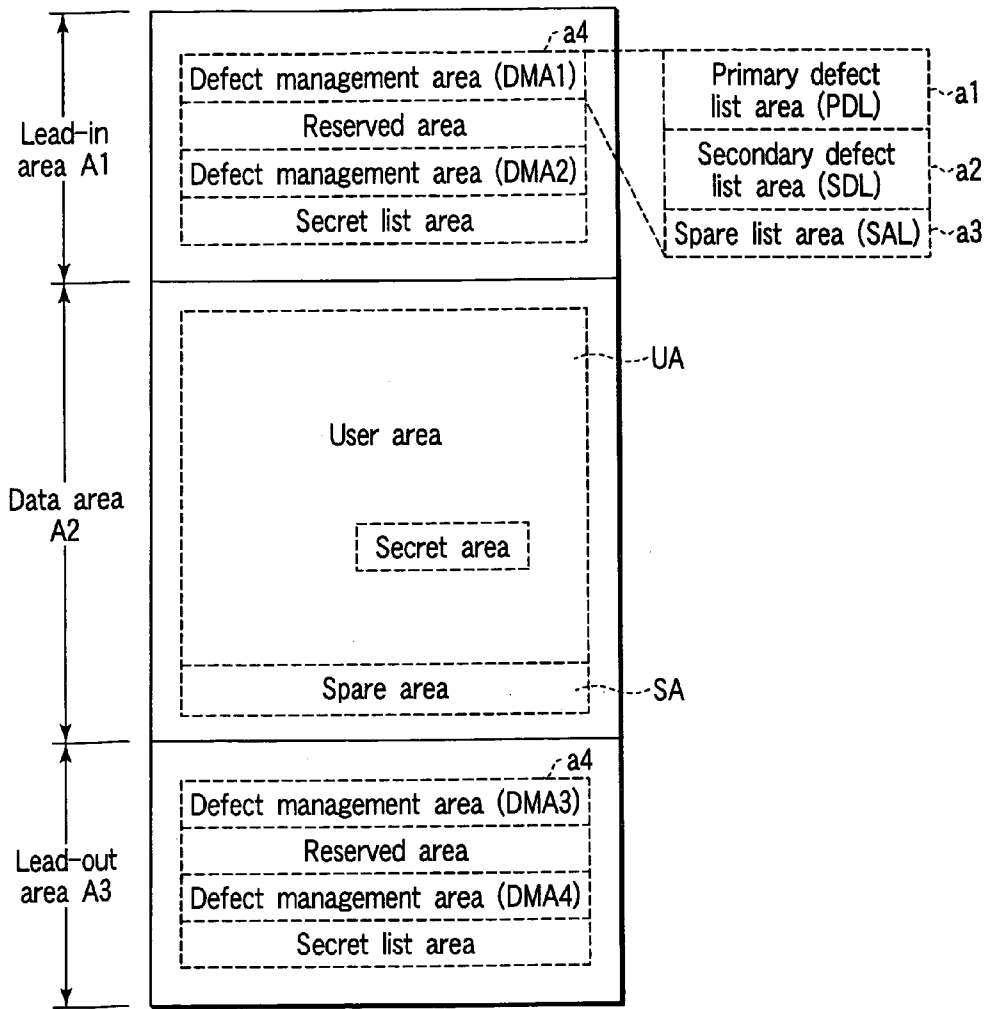 a4
Defect management area (DMA1)
Reserved area
Defect management area (DMA2)
Secret list area
Lead-in
area A1
Primary defect
list area (PDL)
a1
Secondary defect
list area (SDL)
a2
Spare list area (SAL)
a3
UA
User area
Data area
A2
Secret area
Spare area
SA
a4
Defect management area (DMA3)
Reserved area
Defect management area (DMA4)
Secret list area
Lead-out
area A3